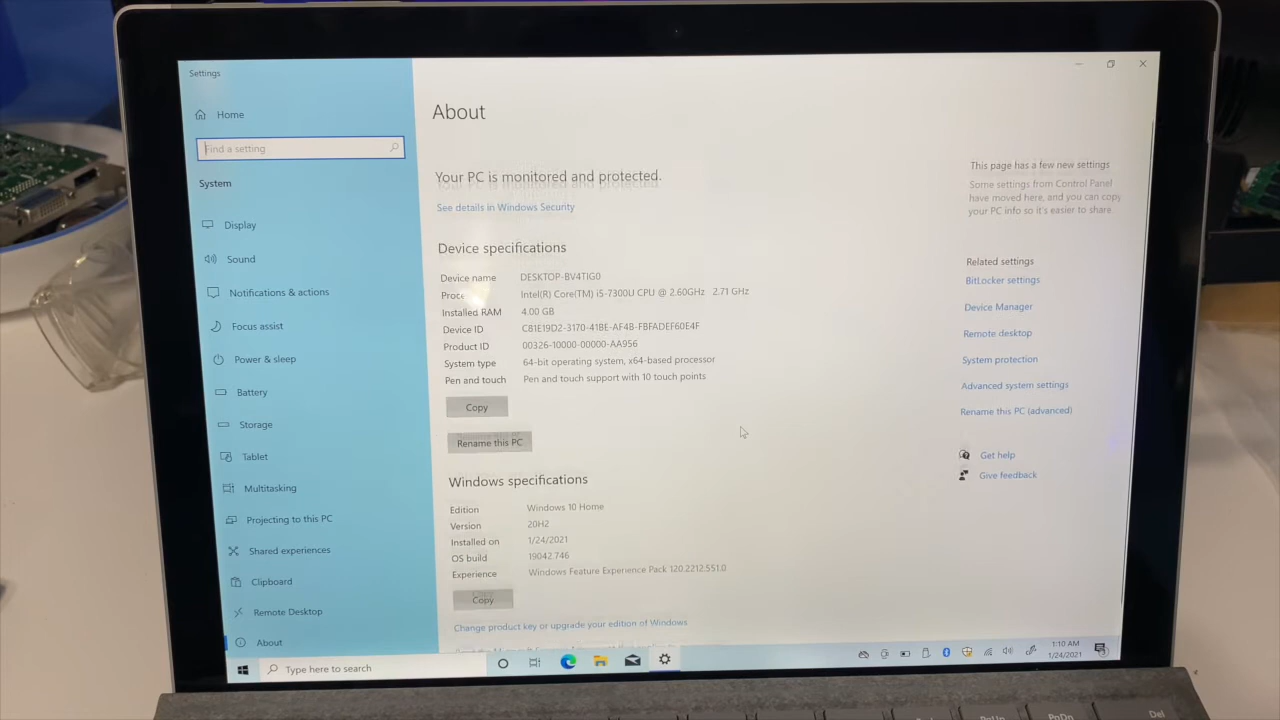 Settings
Home
Find a setting
System
Display
Sound
Notifications & actions
Focus assist
Power & sleep
Battery
Storage
Tablet
Multitasking
Projecting to this PC
Shared experiences
Clipboard
Remote Desktop
About
About
Your PC is monitored and protected.
See details in Windows Security
Device specifications
Device name DESKTOP-BV4TIG0
Intel(R) Core(TM) i5-7300U CPU @ 2.60GHz 2.71 GHz
Installed RAM 4.00 GB
Device ID C81E19D2-3170-41BE-AF4B-FBFADEF60E4F
Product ID 00326-10000-00000-AA956
System type 64-bit operating system, x64-based processor
Pen and touch Pen and touch support with 10 touch points
Copy
Rename this PC
Windows specifications
Edition Windows 10 Home
Version 20H2
Installed on 1/24/2021
OS build 19042.746
Experience Windows Feature Experience Pack 120.2212.551.0
Copy
Change product key or upgrade your edition of Windows
This page has a few new settings
Some settings from Control Panel
have moved here, and you can copy
your PC info so it's easier to share.
Related settings
BitLocker settings
Device Manager
Remote desktop
System protection
Advanced system settings
Rename this PC (advanced)
Get help
Give feedback
Type here to search
1:10 AM
1/24/2021
PgUp
PgDn
Del